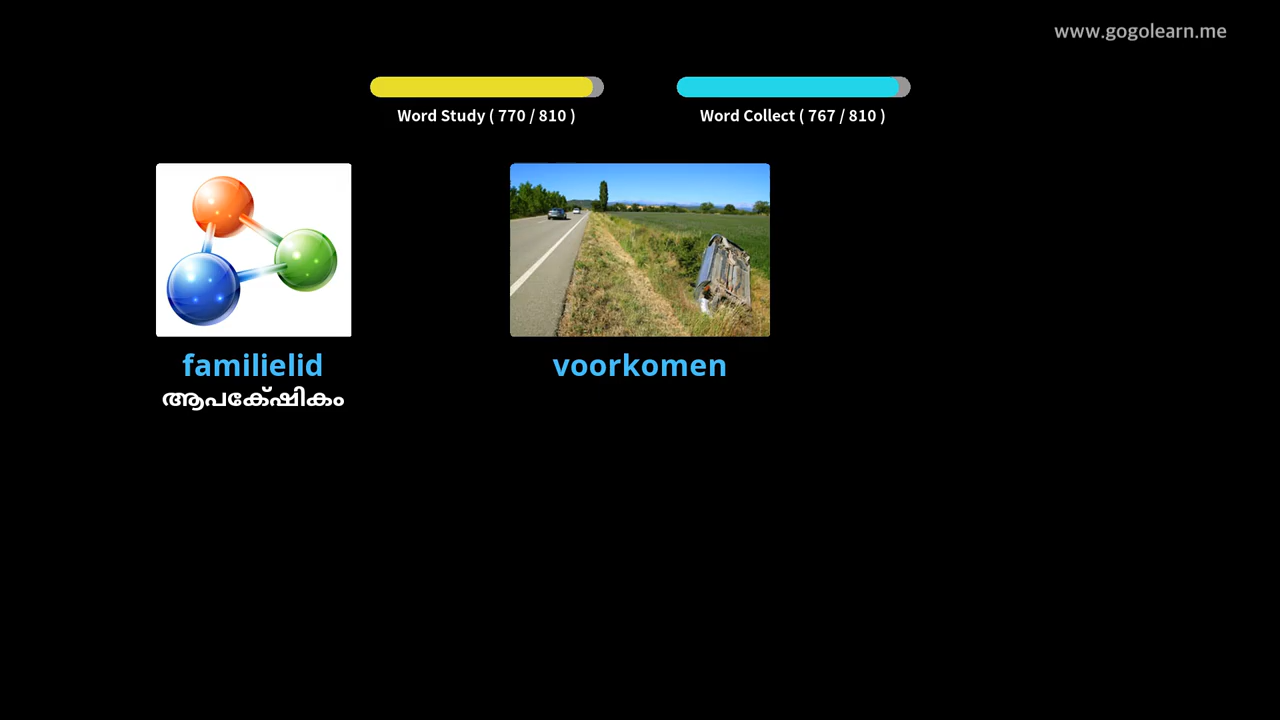 www.gogolearn.me
Word Study ( 770 / 810 )
Word Collect ( 767 / 810 )
familielid
ആപേക്ഷികം
voorkomen